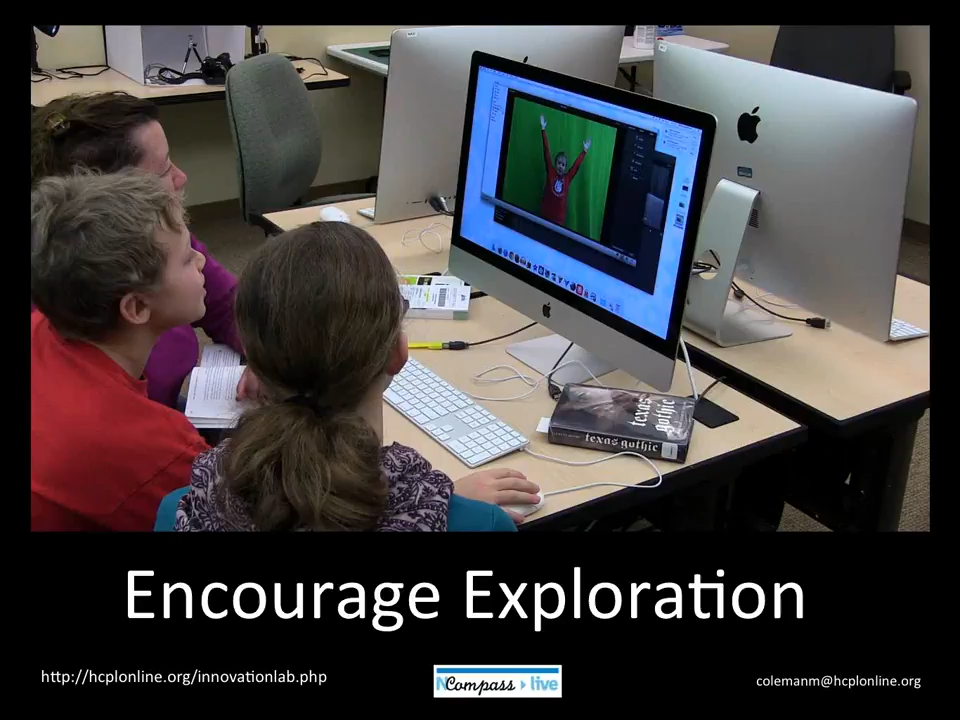 texas
gothic
texas gothic
Encourage Exploration
http://hcplonline.org/innovationlab.php
NCompass live
colemanm@hcplonline.org